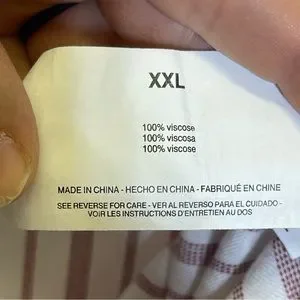 XXL
100% viscose
100% viscosa
100% viscose
MADE IN CHINA - HECHO EN CHINA - FABRIQUÉ EN CHINE
SEE REVERSE FOR CARE - VER AL REVERSO PARA EL CUIDADO -
VOIR LES INSTRUCTIONS D'ENTRETIEN AU DOS